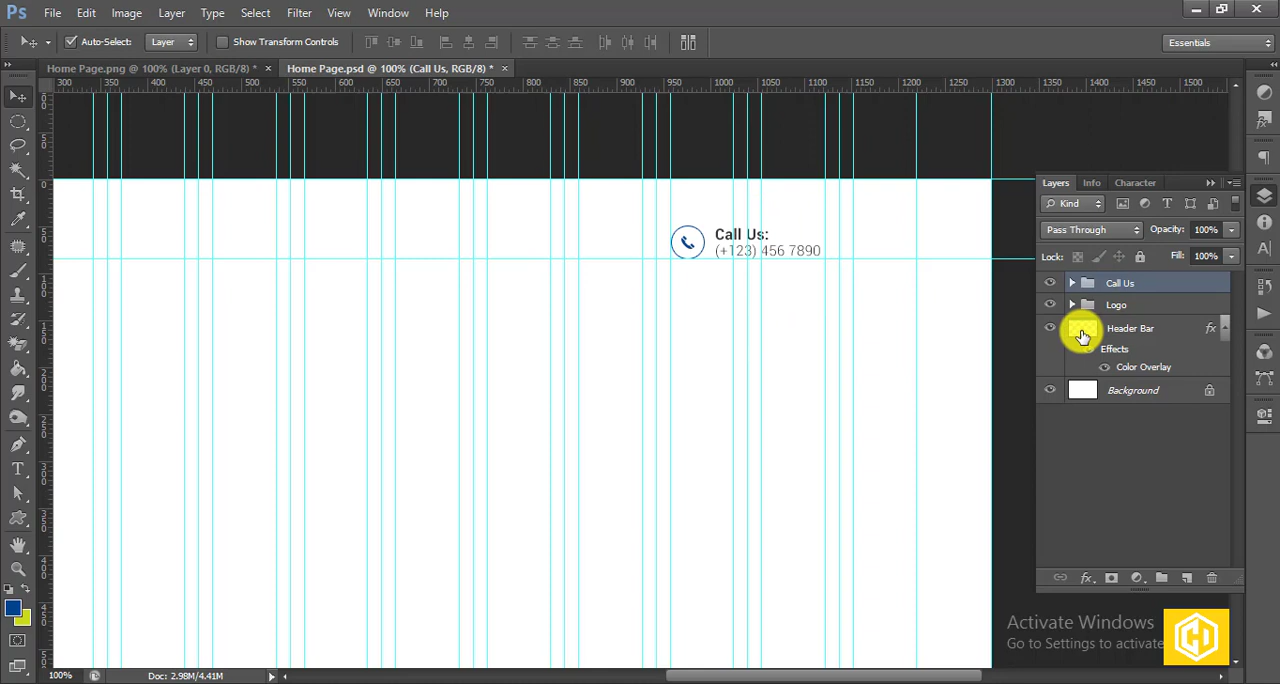 Ps File Edit Image Layer Type Select Filter View Window Help
Auto-Select: Layer Show Transform Controls Essentials
Home Page.png @ 100% (Layer 0, RGB/8) * × Home Page.psd @ 100% (Call Us, RGB/8) * ×
300 350 400 450 500 550 600 650 700 750 800 850 900 950 1000 1050 1100 1150 1200 1250 1300 1350 1400 1450 1500
Layers Info Character
Kind
Pass Through Opacity: 100%
Lock: Fill: 100%
Call Us:
(+123) 456 7890
Call Us
Logo
Header Bar fx
Effects
Color Overlay
Background
Activate Windows
Go to Settings to activate
100% Doc: 2.98M/4.41M